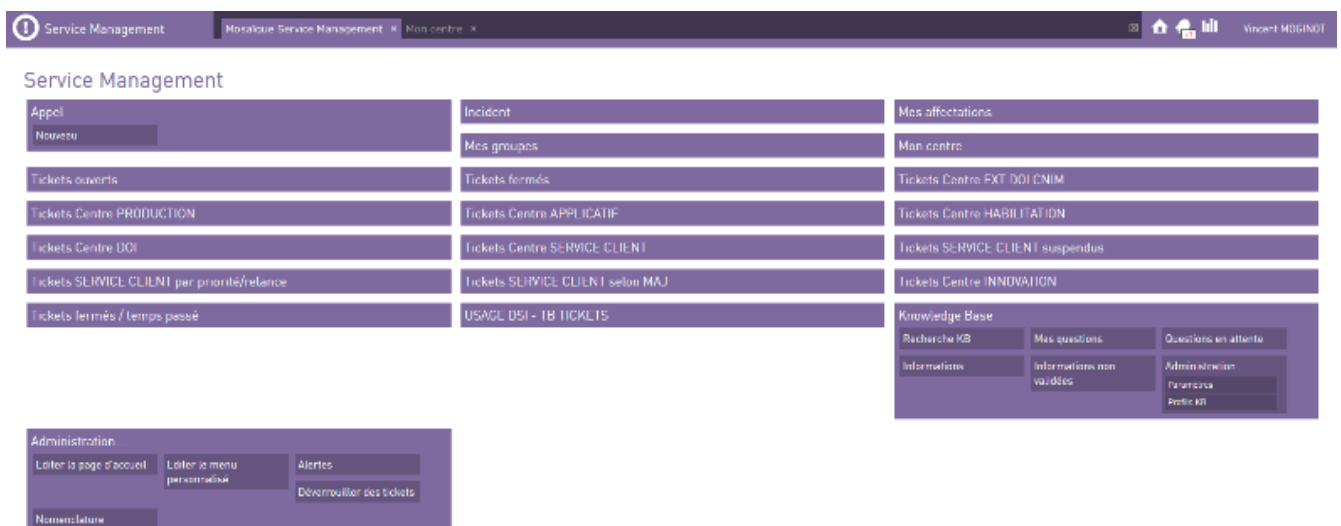 Service Management
Mosaïque Service Management ×
Mon centre ×
Vincent MOGINOT
Service Management
Appel
Nouveau
Incident
Mes affectations
Mes groupes
Mon centre
Tickets ouverts
Tickets fermés
Tickets Centre EXT DOI CNIM
Tickets Centre PRODUCTION
Tickets Centre APPLICATIF
Tickets Centre HABILITATION
Tickets Centre DOI
Tickets Centre SERVICE CLIENT
Tickets SERVICE CLIENT suspendus
Tickets SERVICE CLIENT par priorité/relance
Tickets SERVICE CLIENT selon MAJ
Tickets Centre INNOVATION
Tickets fermés / temps passé
USAGE DSI - TB TICKETS
Knowledge Base
Recherche KB
Mes questions
Questions en attente
Informations
Informations non
validées
Administration
Paramètres
Profils KB
Administration
Editer la page d'accueil
Editer le menu
personnalisé
Alertes
Déverrouiller des tickets
Nomenclature